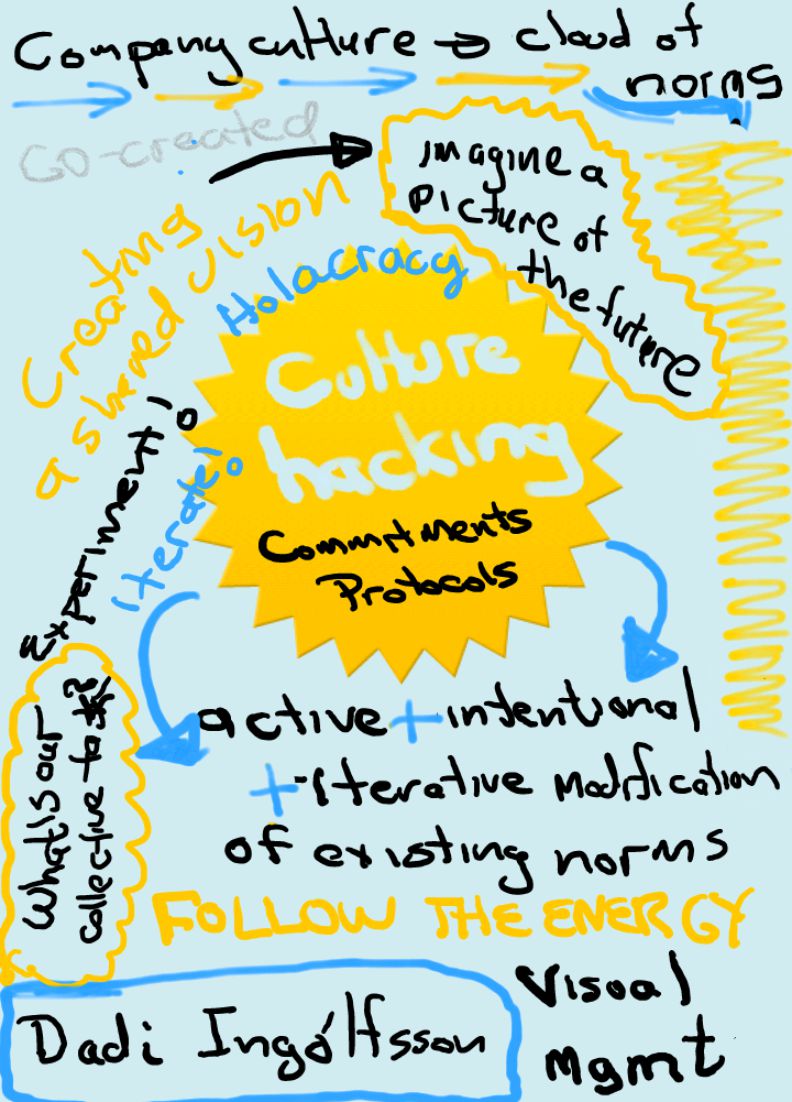 Company culture → cloud of
norms
Co-created
Creating
a shared vision
imagine a
picture of
the future
Holacracy
Culture
hacking
Commitments
Protocols
Experiment!
Iterate!
What is our
collective task?
active + intentional
+ iterative modification
of existing norms
FOLLOW THE ENERGY
Dadi Ingólfsson
Visual
Mgmt